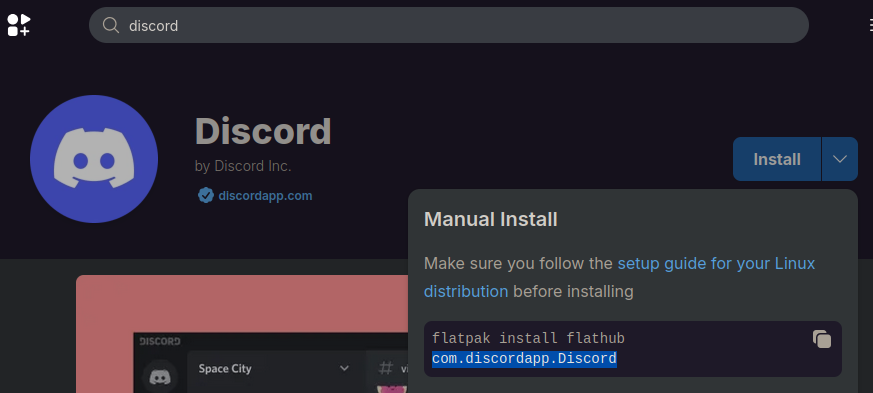 discord
Discord
by Discord Inc.
discordapp.com
Install
Manual Install
Make sure you follow the setup guide for your Linux
distribution before installing
flatpak install flathub
com.discordapp.Discord
DISCORD
Space City